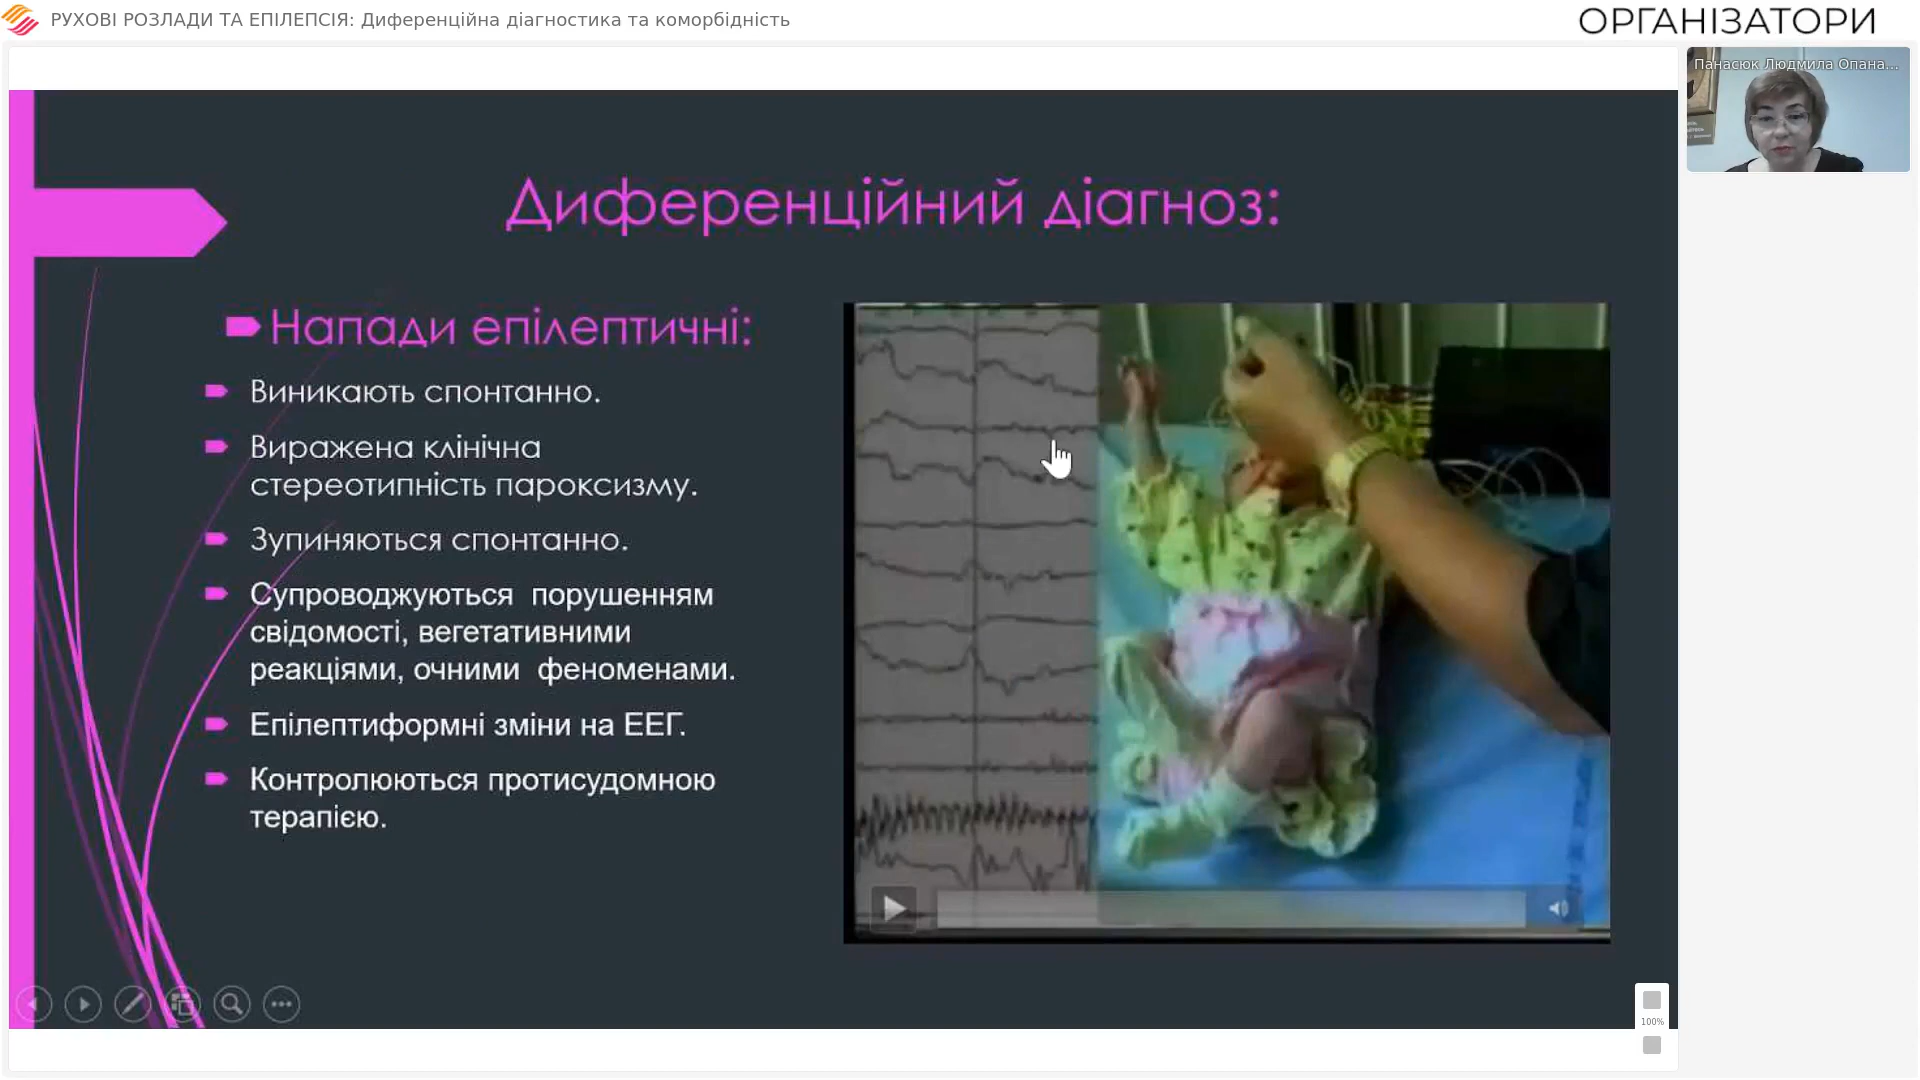 РУХОВІ РОЗЛАДИ ТА ЕПІЛЕПСІЯ: Диференційна діагностика та коморбідність
ОРГАНІЗАТОРИ
Панасюк Людмила Опана...
Диференційний діагноз:
Напади епілептичні:
Виникають спонтанно.
Виражена клінічна
стереотипність пароксизму.
Зупиняються спонтанно.
Супроводжуються порушенням
свідомості, вегетативними
реакціями, очними феноменами.
Епілептиформні зміни на ЕЕГ.
Контролюються протисудомною
терапією.
100%